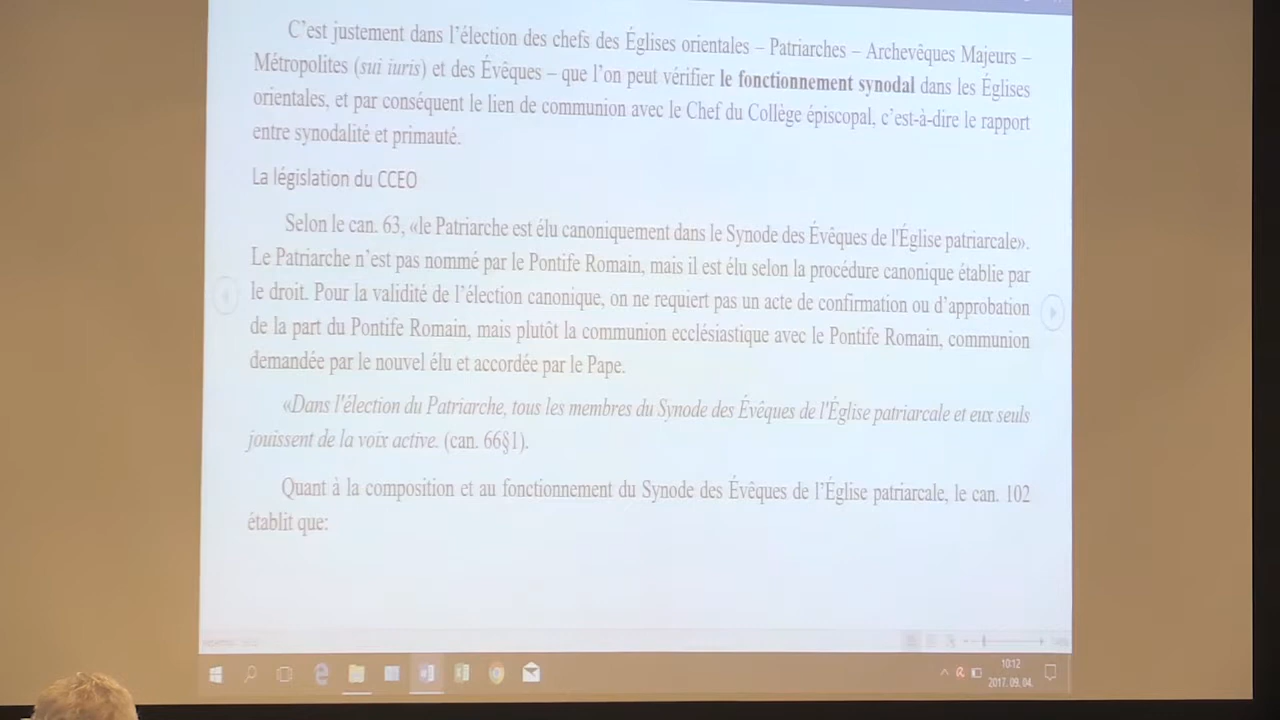 C’est justement dans l’élection des chefs des Églises orientales – Patriarches – Archevêques Majeurs –
Métropolites (sui iuris) et des Évêques – que l’on peut vérifier le fonctionnement synodal dans les Églises
orientales, et par conséquent le lien de communion avec le Chef du Collège épiscopal, c’est-à-dire le rapport
entre synodalité et primauté.
La législation du CCEO
Selon le can. 63, «le Patriarche est élu canoniquement dans le Synode des Évêques de l'Église patriarcale».
Le Patriarche n’est pas nommé par le Pontife Romain, mais il est élu selon la procédure canonique établie par
le droit. Pour la validité de l’élection canonique, on ne requiert pas un acte de confirmation ou d’approbation
de la part du Pontife Romain, mais plutôt la communion ecclésiastique avec le Pontife Romain, communion
demandée par le nouvel élu et accordée par le Pape.
«Dans l'élection du Patriarche, tous les membres du Synode des Évêques de l'Église patriarcale et eux seuls
jouissent de la voix active. (can. 66§1).
Quant à la composition et au fonctionnement du Synode des Évêques de l’Église patriarcale, le can. 102
établit que:
10:12
2017. 09. 04.